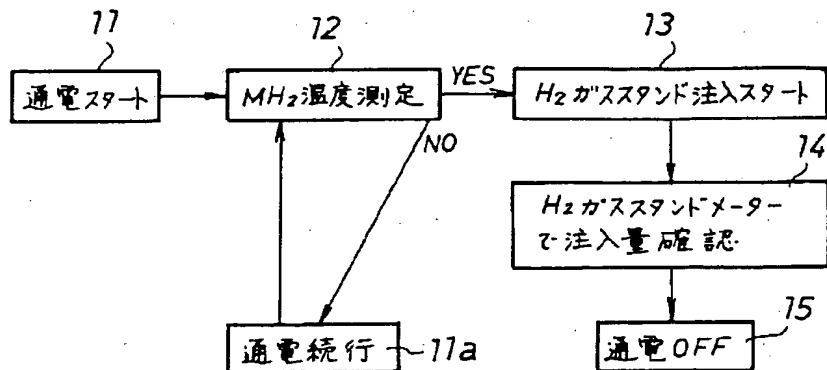 11
通電スタート
12
MH2温度測定
YES
NO
13
H2ガススタンド注入スタート
14
H2ガススタンドメーター
で注入量確認
通電続行
11a
15
通電OFF